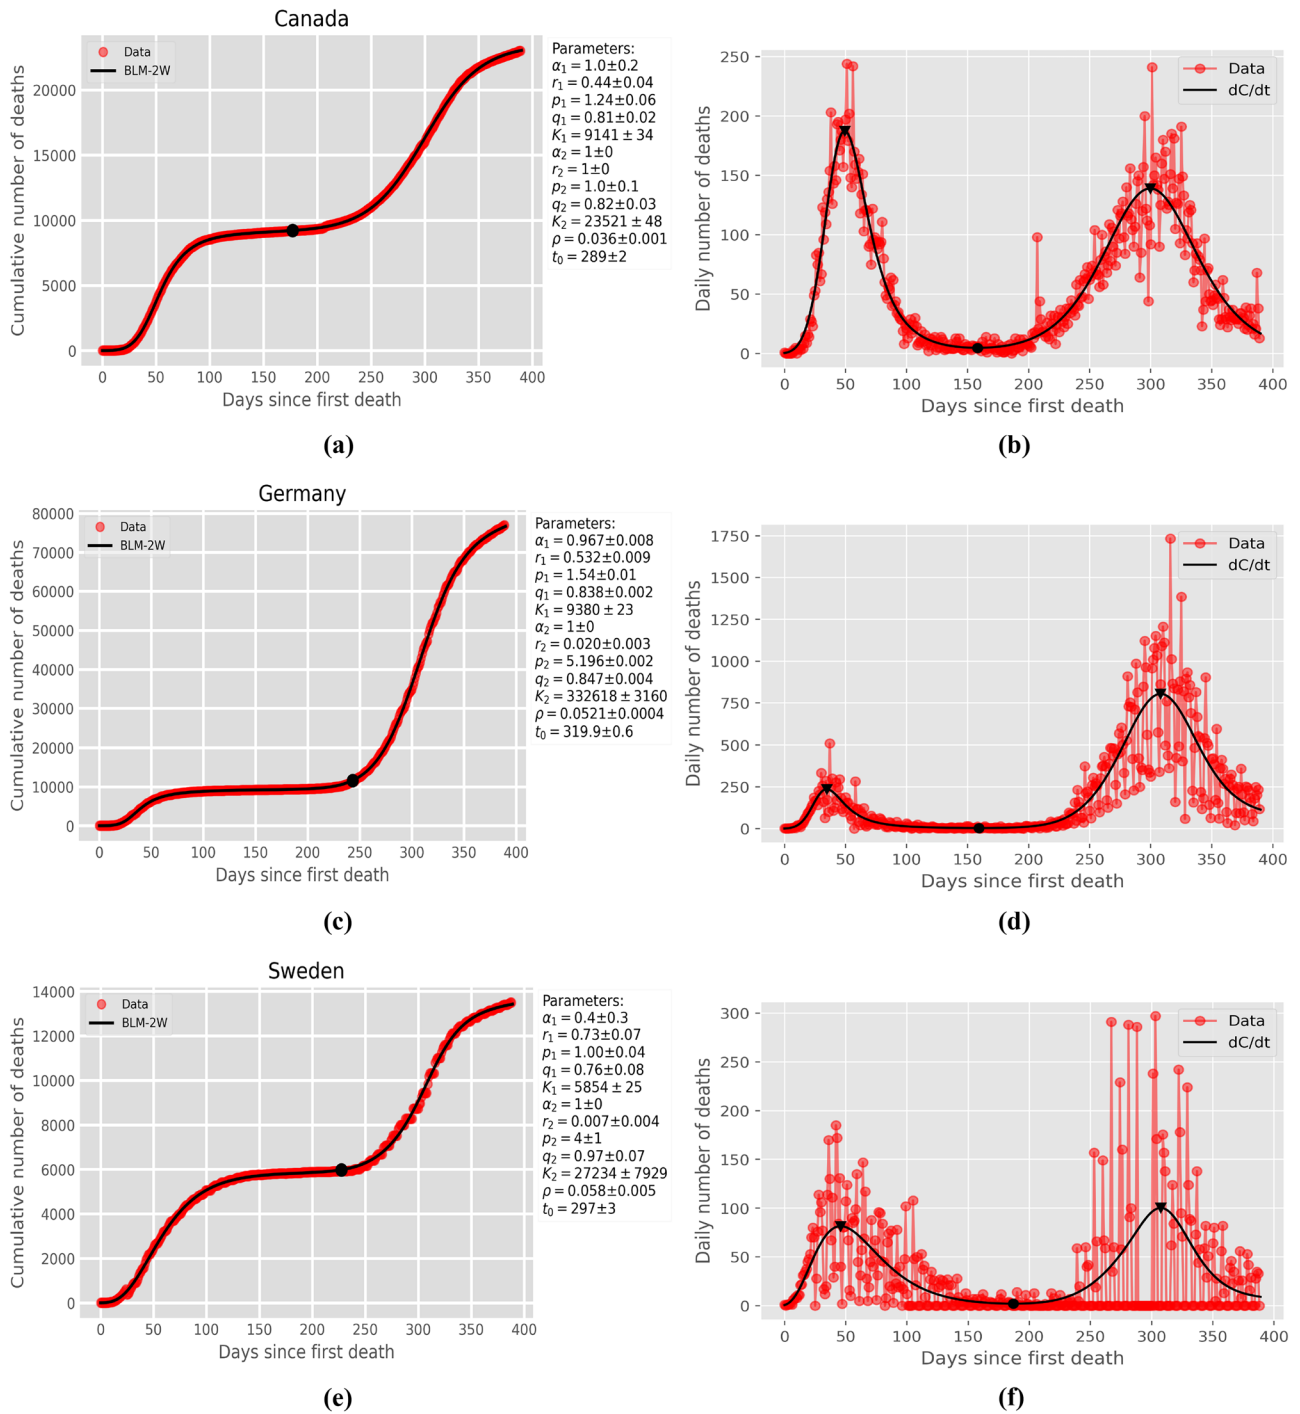 Canada
Cumulative number of deaths
20000
15000
10000
5000
0
Data
BLM-2W
0 50 100 150 200 250 300 350 400
Days since first death
Parameters:
α₁ = 1.0±0.2
r₁ = 0.44±0.04
p₁ = 1.24±0.06
q₁ = 0.81±0.02
K₁ = 9141 ± 34
α₂ = 1±0
r₂ = 1±0
p₂ = 1.0±0.1
q₂ = 0.82±0.03
K₂ = 23521 ± 48
ρ = 0.036±0.001
t₀ = 289±2
(a)
Daily number of deaths
250
200
150
100
50
0
Data
dC/dt
0 50 100 150 200 250 300 350 400
Days since first death
(b)
Germany
Cumulative number of deaths
80000
70000
60000
50000
40000
30000
20000
10000
0
Data
BLM-2W
0 50 100 150 200 250 300 350 400
Days since first death
Parameters:
α₁ = 0.967±0.008
r₁ = 0.532±0.009
p₁ = 1.54±0.01
q₁ = 0.838±0.002
K₁ = 9380 ± 23
α₂ = 1±0
r₂ = 0.020±0.003
p₂ = 5.196±0.002
q₂ = 0.847±0.004
K₂ = 332618 ± 3160
ρ = 0.0521±0.0004
t₀ = 319.9±0.6
(c)
Daily number of deaths
1750
1500
1250
1000
750
500
250
0
Data
dC/dt
0 50 100 150 200 250 300 350 400
Days since first death
(d)
Sweden
Cumulative number of deaths
14000
12000
10000
8000
6000
4000
2000
0
Data
BLM-2W
0 50 100 150 200 250 300 350 400
Days since first death
Parameters:
α₁ = 0.4±0.3
r₁ = 0.73±0.07
p₁ = 1.00±0.04
q₁ = 0.76±0.08
K₁ = 5854 ± 25
α₂ = 1±0
r₂ = 0.007±0.004
p₂ = 4±1
q₂ = 0.97±0.07
K₂ = 27234 ± 7929
ρ = 0.058±0.005
t₀ = 297±3
(e)
Daily number of deaths
300
250
200
150
100
50
0
Data
dC/dt
0 50 100 150 200 250 300 350 400
Days since first death
(f)